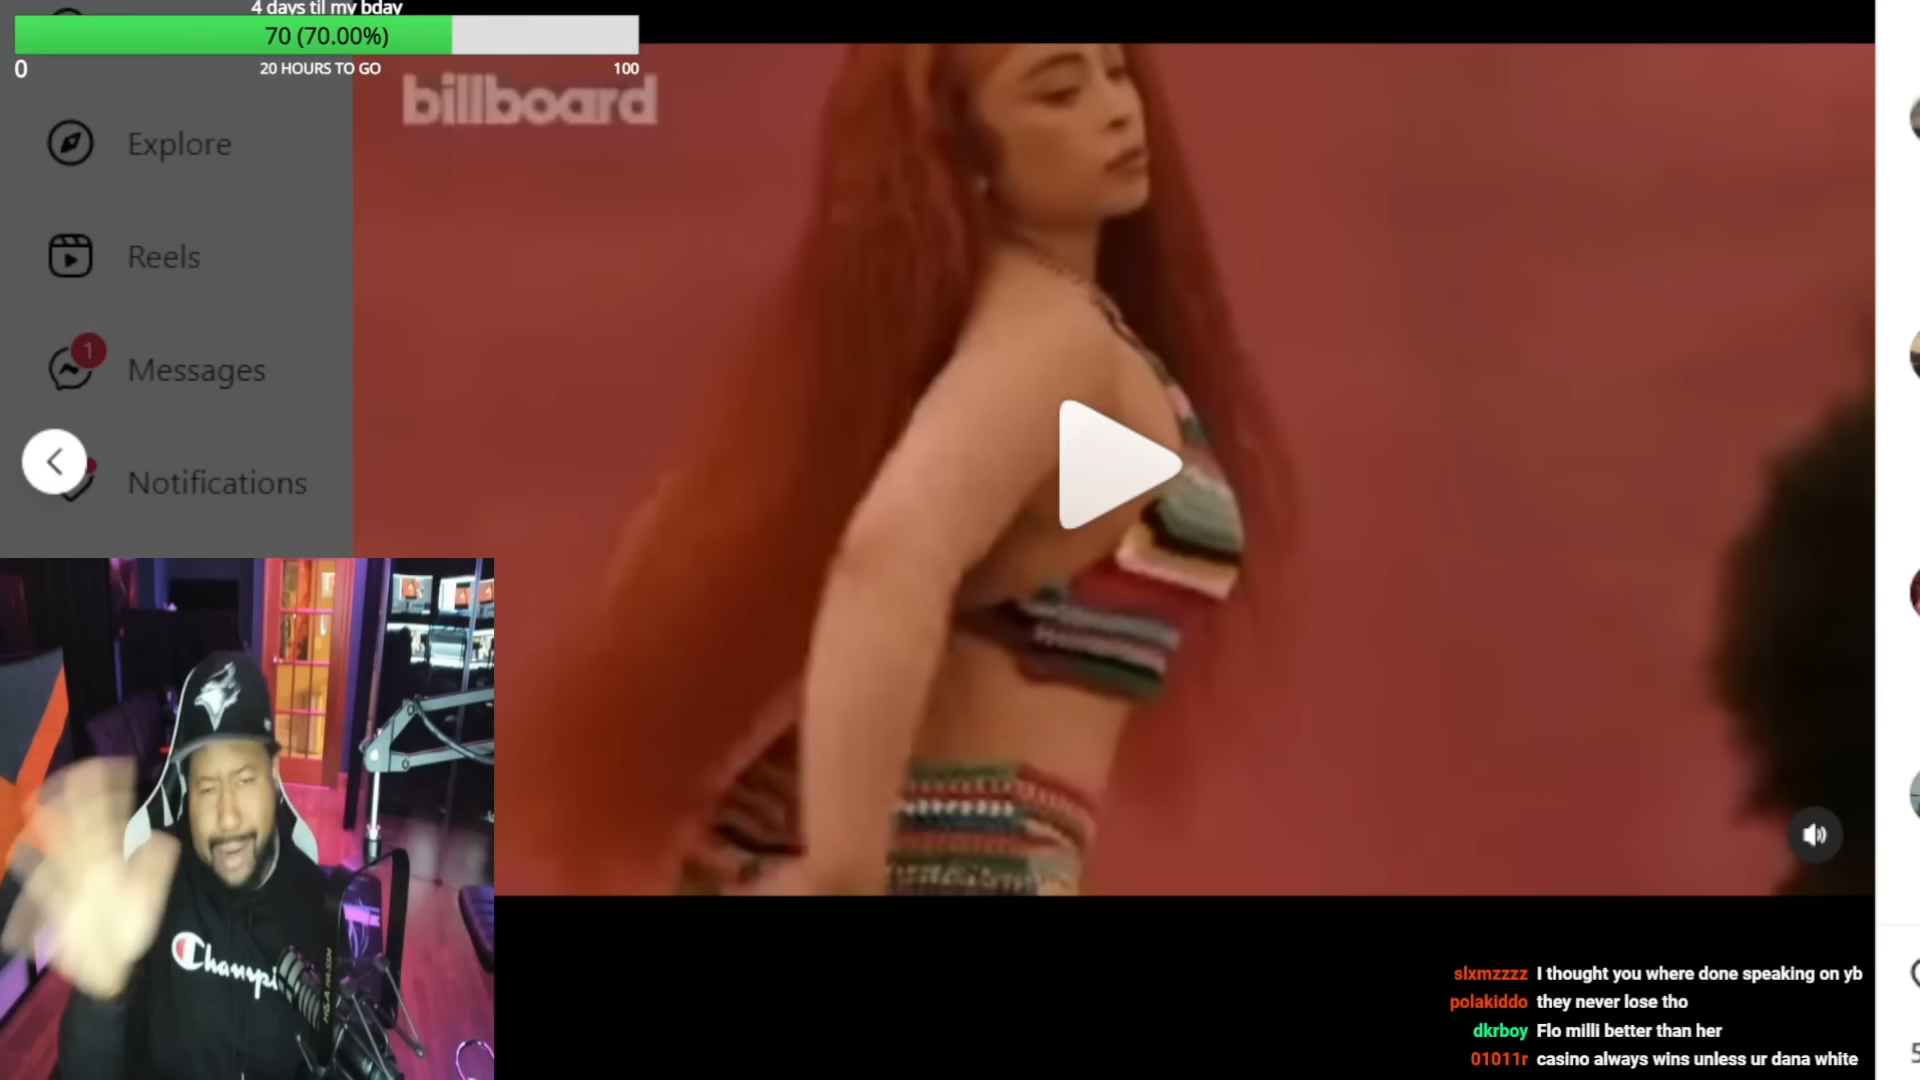 4 days til my bday
70 (70.00%)
0
20 HOURS TO GO
100
billboard
Explore
Reels
1
Messages
Notifications
Champi
slxmzzzz I thought you where done speaking on yb
polakiddo they never lose tho
dkrboy Flo milli better than her
01011r casino always wins unless ur dana white